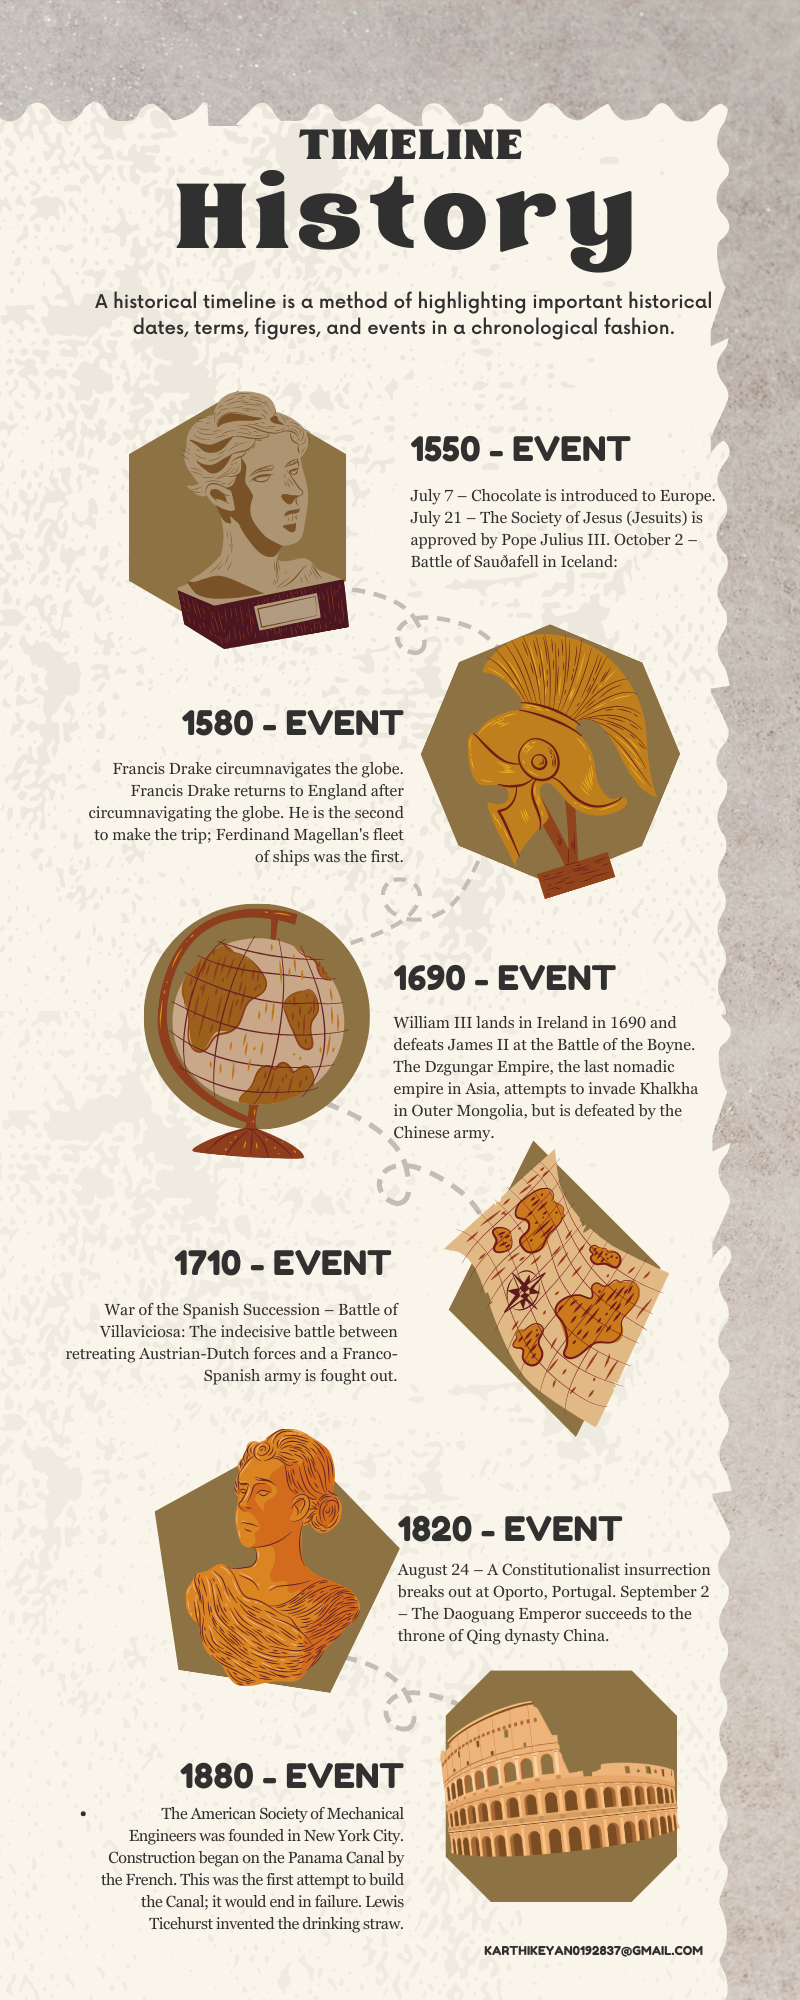 TIMELINE
History
A historical timeline is a method of highlighting important historical
dates, terms, figures, and events in a chronological fashion.
1550 - EVENT
July 7 – Chocolate is introduced to Europe.
July 21 – The Society of Jesus (Jesuits) is
approved by Pope Julius III. October 2 –
Battle of Sauðafell in Iceland:
1580 - EVENT
Francis Drake circumnavigates the globe.
Francis Drake returns to England after
circumnavigating the globe. He is the second
to make the trip; Ferdinand Magellan's fleet
of ships was the first.
1690 - EVENT
William III lands in Ireland in 1690 and
defeats James II at the Battle of the Boyne.
The Dzgungar Empire, the last nomadic
empire in Asia, attempts to invade Khalkha
in Outer Mongolia, but is defeated by the
Chinese army.
1710 - EVENT
War of the Spanish Succession – Battle of
Villaviciosa: The indecisive battle between
retreating Austrian-Dutch forces and a Franco-
Spanish army is fought out.
1820 - EVENT
August 24 – A Constitutionalist insurrection
breaks out at Oporto, Portugal. September 2
– The Daoguang Emperor succeeds to the
throne of Qing dynasty China.
1880 - EVENT
• The American Society of Mechanical
Engineers was founded in New York City.
Construction began on the Panama Canal by
the French. This was the first attempt to build
the Canal; it would end in failure. Lewis
Ticehurst invented the drinking straw.
KARTHIKEYAN0192837@GMAIL.COM